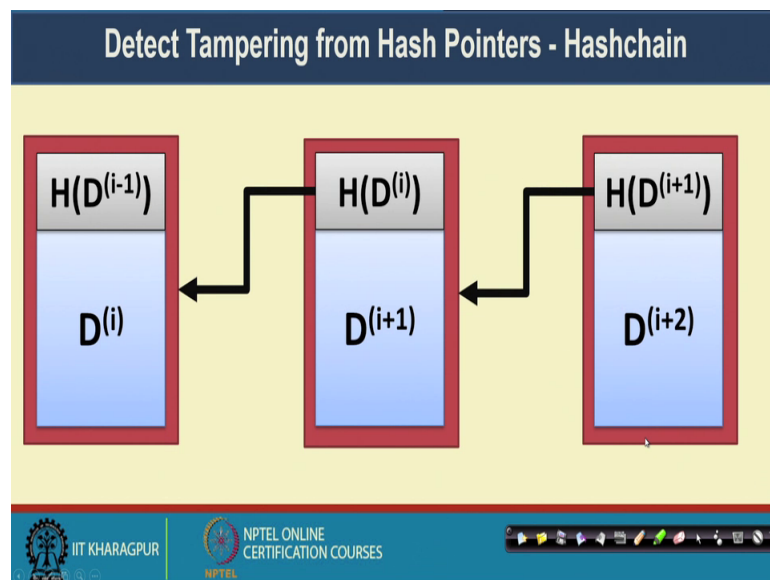 Detect Tampering from Hash Pointers - Hashchain
H(D(i-1))
D(i)
H(D(i))
D(i+1)
H(D(i+1))
D(i+2)
IIT KHARAGPUR
NPTEL
NPTEL ONLINE
CERTIFICATION COURSES